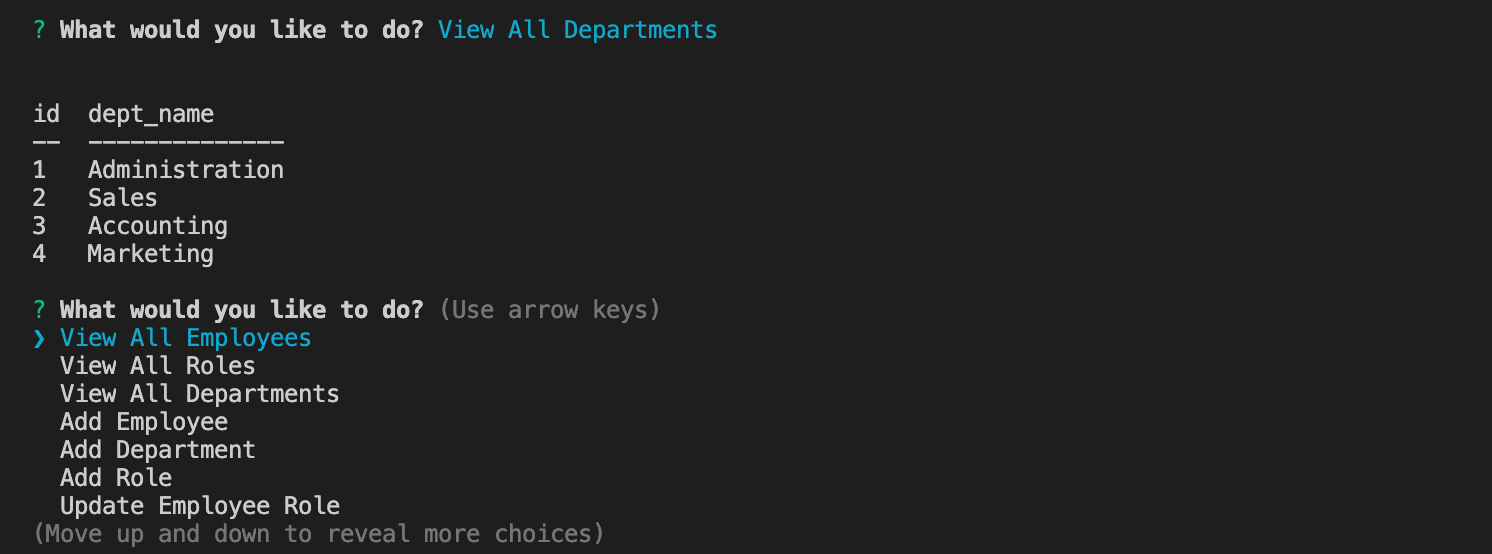 ? What would you like to do? View All Departments
id  dept_name
--  --------------
1   Administration
2   Sales
3   Accounting
4   Marketing
? What would you like to do? (Use arrow keys)
❯ View All Employees
  View All Roles
  View All Departments
  Add Employee
  Add Department
  Add Role
  Update Employee Role
(Move up and down to reveal more choices)